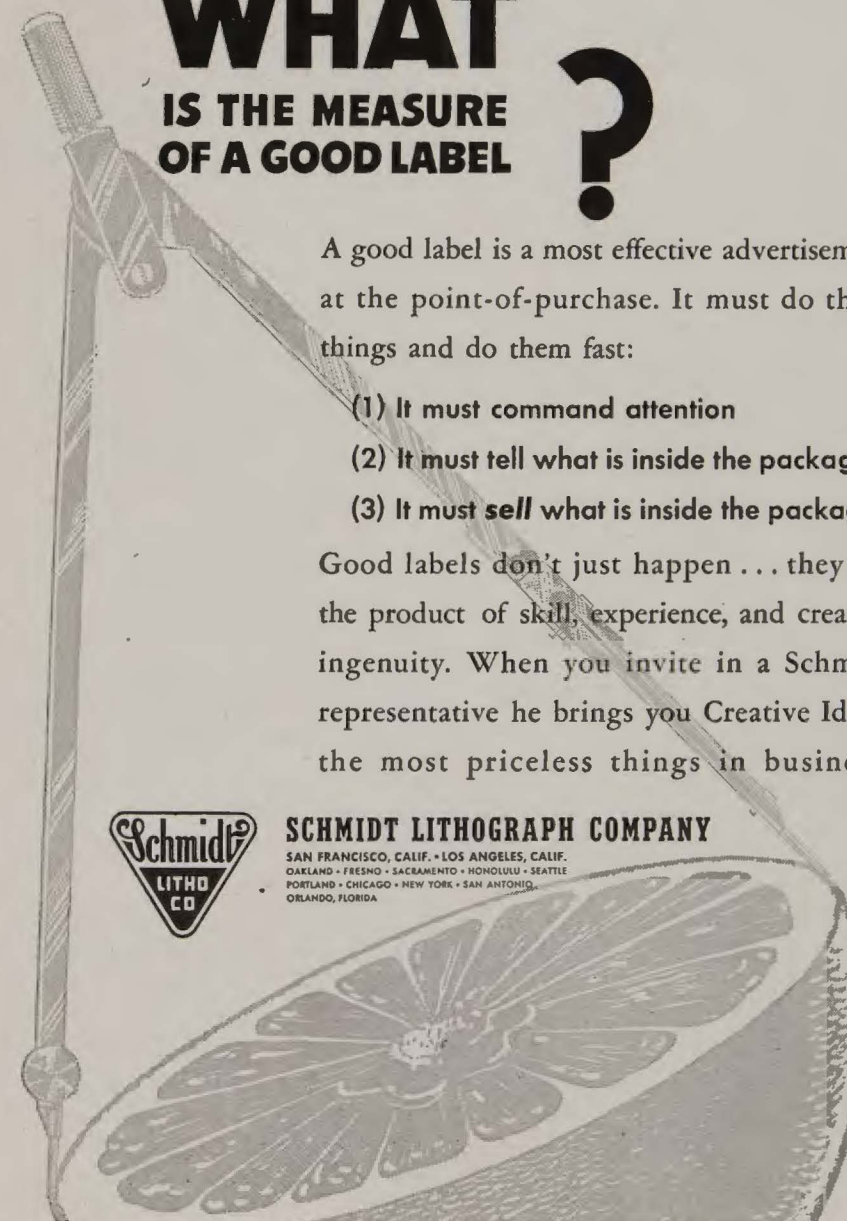 WHAT
IS THE MEASURE
OF A GOOD LABEL ?
A good label is a most effective advertisem
at the point-of-purchase. It must do th
things and do them fast:
(1) It must command attention
(2) It must tell what is inside the packag
(3) It must sell what is inside the packa
Good labels don't just happen ... they
the product of skill, experience, and crea
ingenuity. When you invite in a Schm
representative he brings you Creative Id
the most priceless things in busin
Schmidt
LITHO
CO
SCHMIDT LITHOGRAPH COMPANY
SAN FRANCISCO, CALIF. • LOS ANGELES, CALIF.
OAKLAND • FRESNO • SACRAMENTO • HONOLULU • SEATTLE
PORTLAND • CHICAGO • NEW YORK • SAN ANTONIO
ORLANDO, FLORIDA